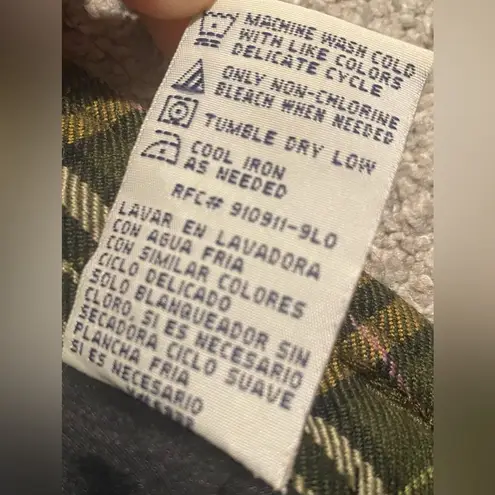 MACHINE WASH COLD
WITH LIKE COLORS
DELICATE CYCLE
ONLY NON-CHLORINE
BLEACH WHEN NEEDED
TUMBLE DRY LOW
COOL IRON
AS NEEDED
RFC# 910911-9L0
LAVAR EN LAVADORA
CON AGUA FRIA
CON SIMILAR COLORES
CICLO DELICADO
SOLO BLANQUEADOR SIN
CLORO, SI ES NECESARIO
SECADORA CICLO SUAVE
PLANCHA FRIA
SI ES NECESARIO